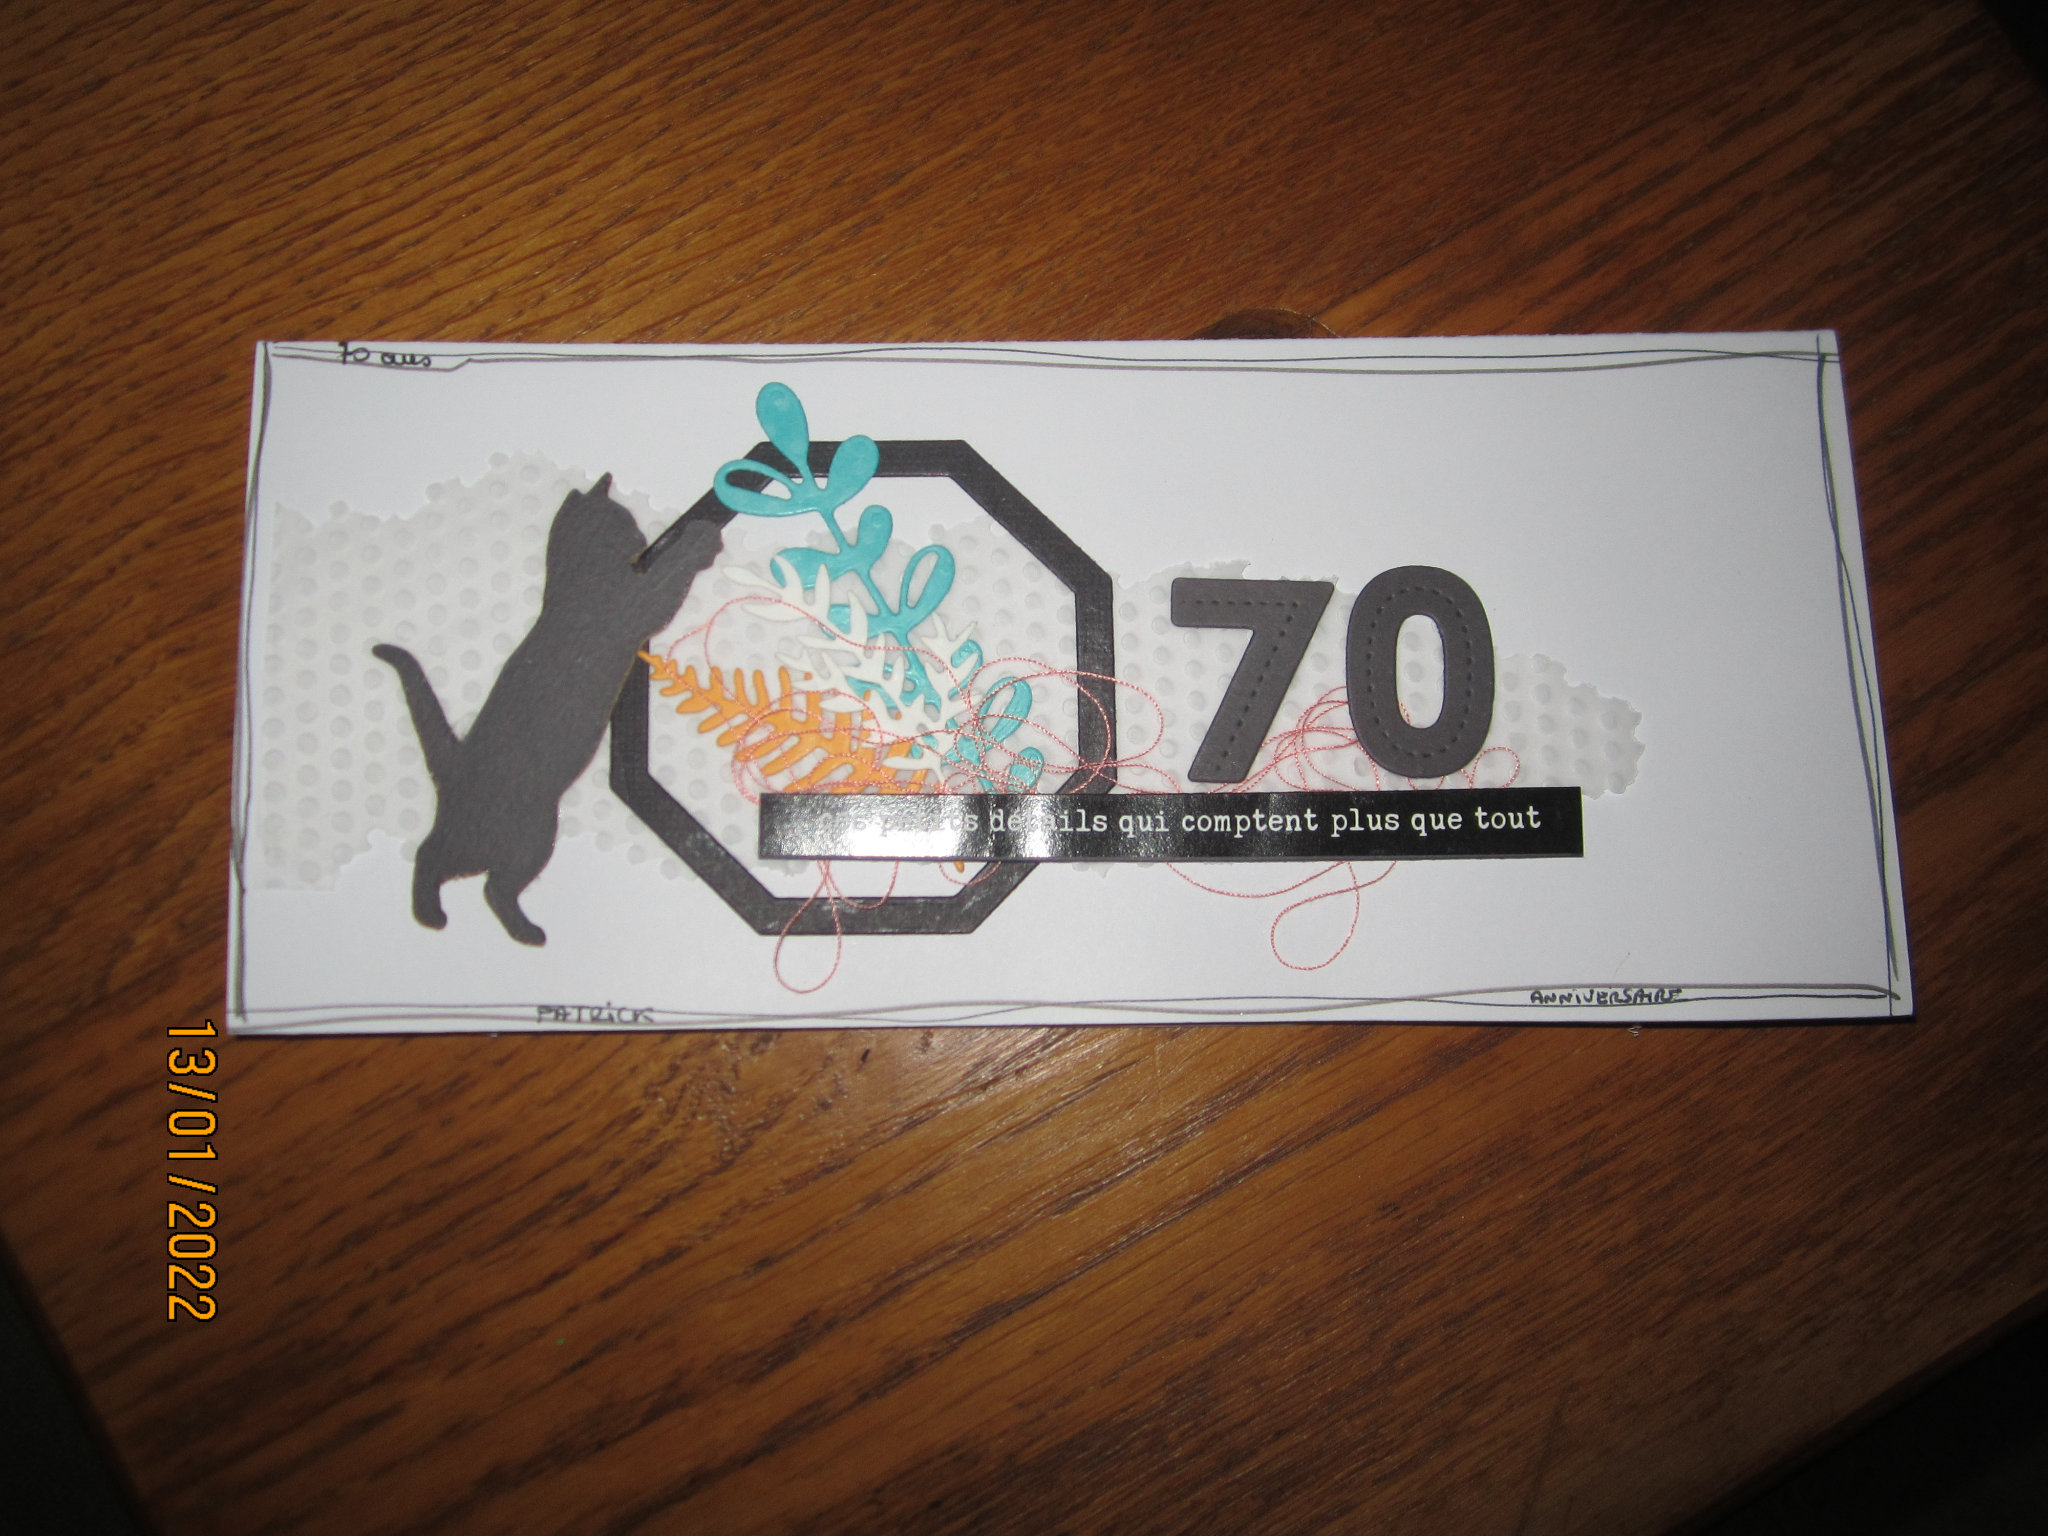 70 ans
70
détails qui comptent plus que tout
PATRICK
ANNIVERSAIRE
13/01/2022